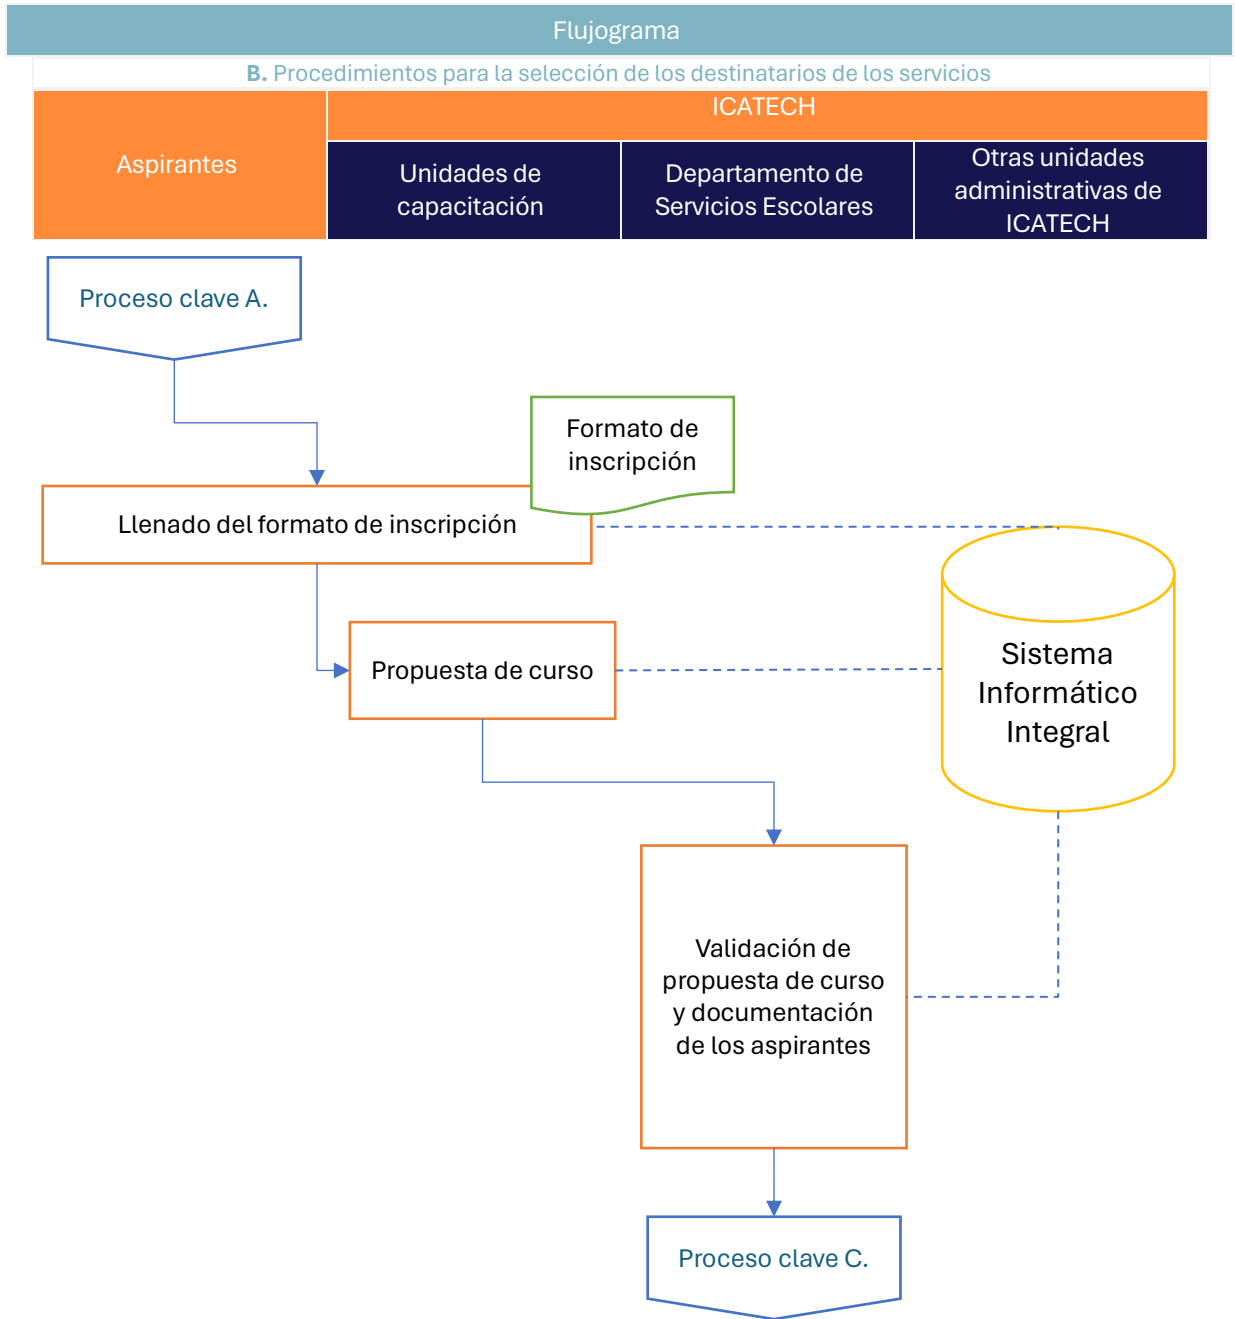 Flujograma
B. Procedimientos para la selección de los destinatarios de los servicios
Aspirantes
ICATECH
Unidades de
capacitación
Departamento de
Servicios Escolares
Otras unidades
administrativas de
ICATECH
Proceso clave A.
Formato de
inscripción
Llenado del formato de inscripción
Propuesta de curso
Sistema
Informático
Integral
Validación de
propuesta de curso
y documentación
de los aspirantes
Proceso clave C.